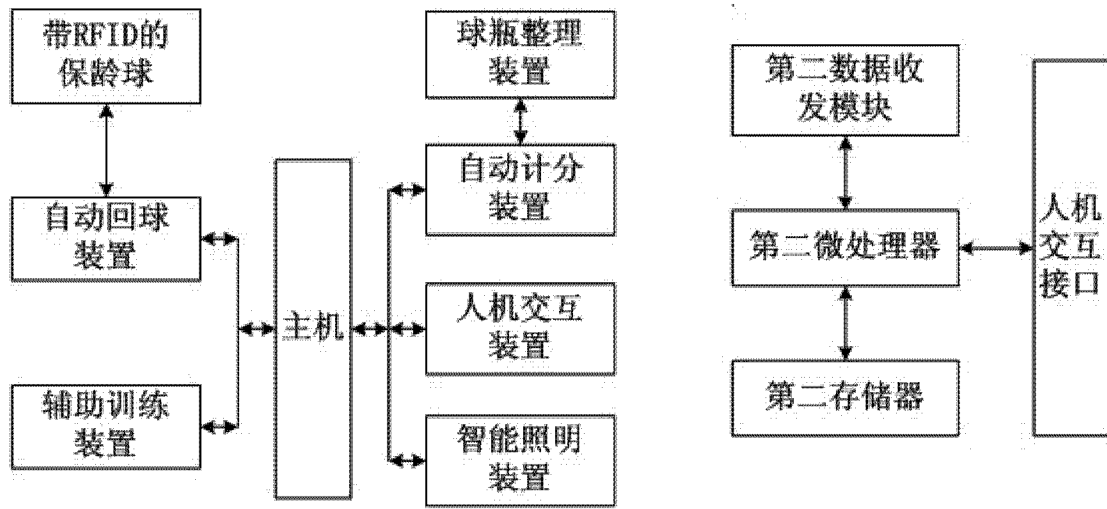 带RFID的
保龄球
自动回球
装置
辅助训练
装置
主机
球瓶整理
装置
自动计分
装置
人机交互
装置
智能照明
装置
第二数据收
发模块
第二微处理器
第二存储器
人机
交互
接口